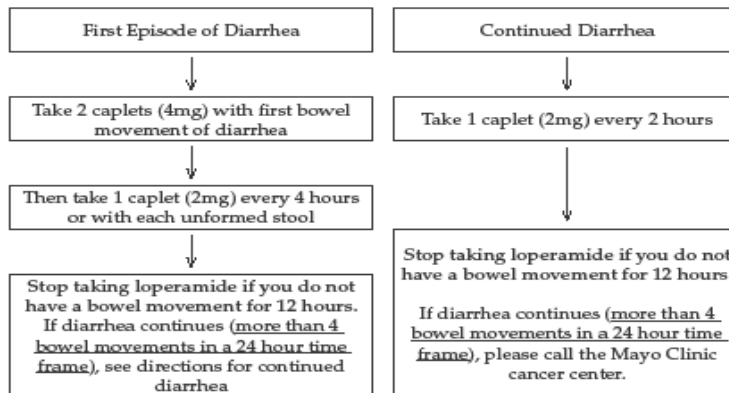 First Episode of Diarrhea
Take 2 caplets (4mg) with first bowel
movement of diarrhea
Then take 1 caplet (2mg) every 4 hours
or with each unformed stool
Stop taking loperamide if you do not
have a bowel movement for 12 hours.
If diarrhea continues (more than 4
bowel movements in a 24 hour time
frame), see directions for continued
diarrhea
Continued Diarrhea
Take 1 caplet (2mg) every 2 hours
Stop taking loperamide if you do not
have a bowel movement for 12 hours
If diarrhea continues (more than 4
bowel movements in a 24 hour time
frame), please call the Mayo Clinic
cancer center.